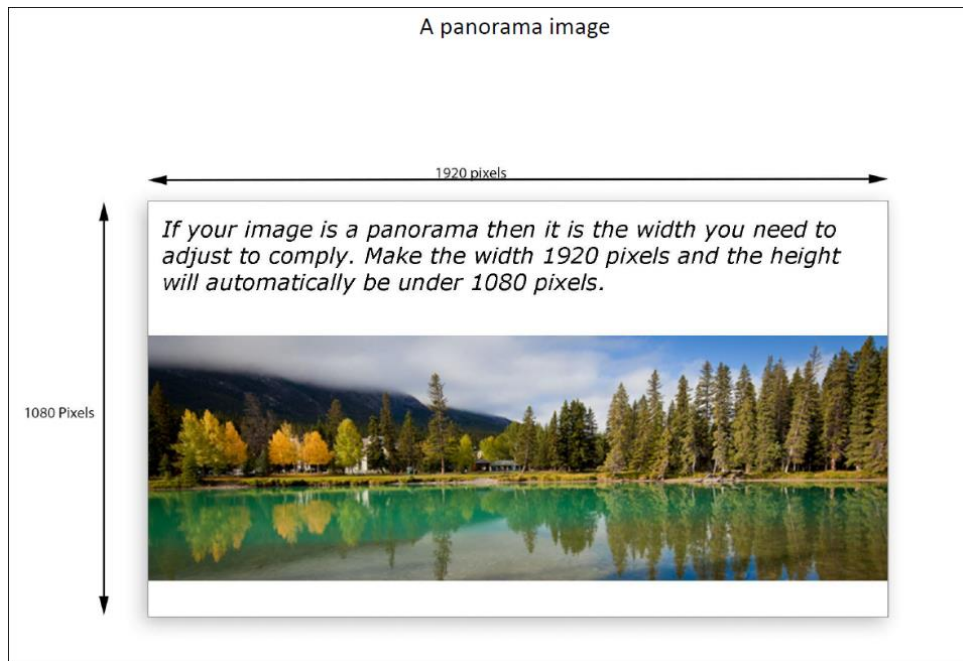 A panorama image
1920 pixels
If your image is a panorama then it is the width you need to
adjust to comply. Make the width 1920 pixels and the height
will automatically be under 1080 pixels.
1080 Pixels